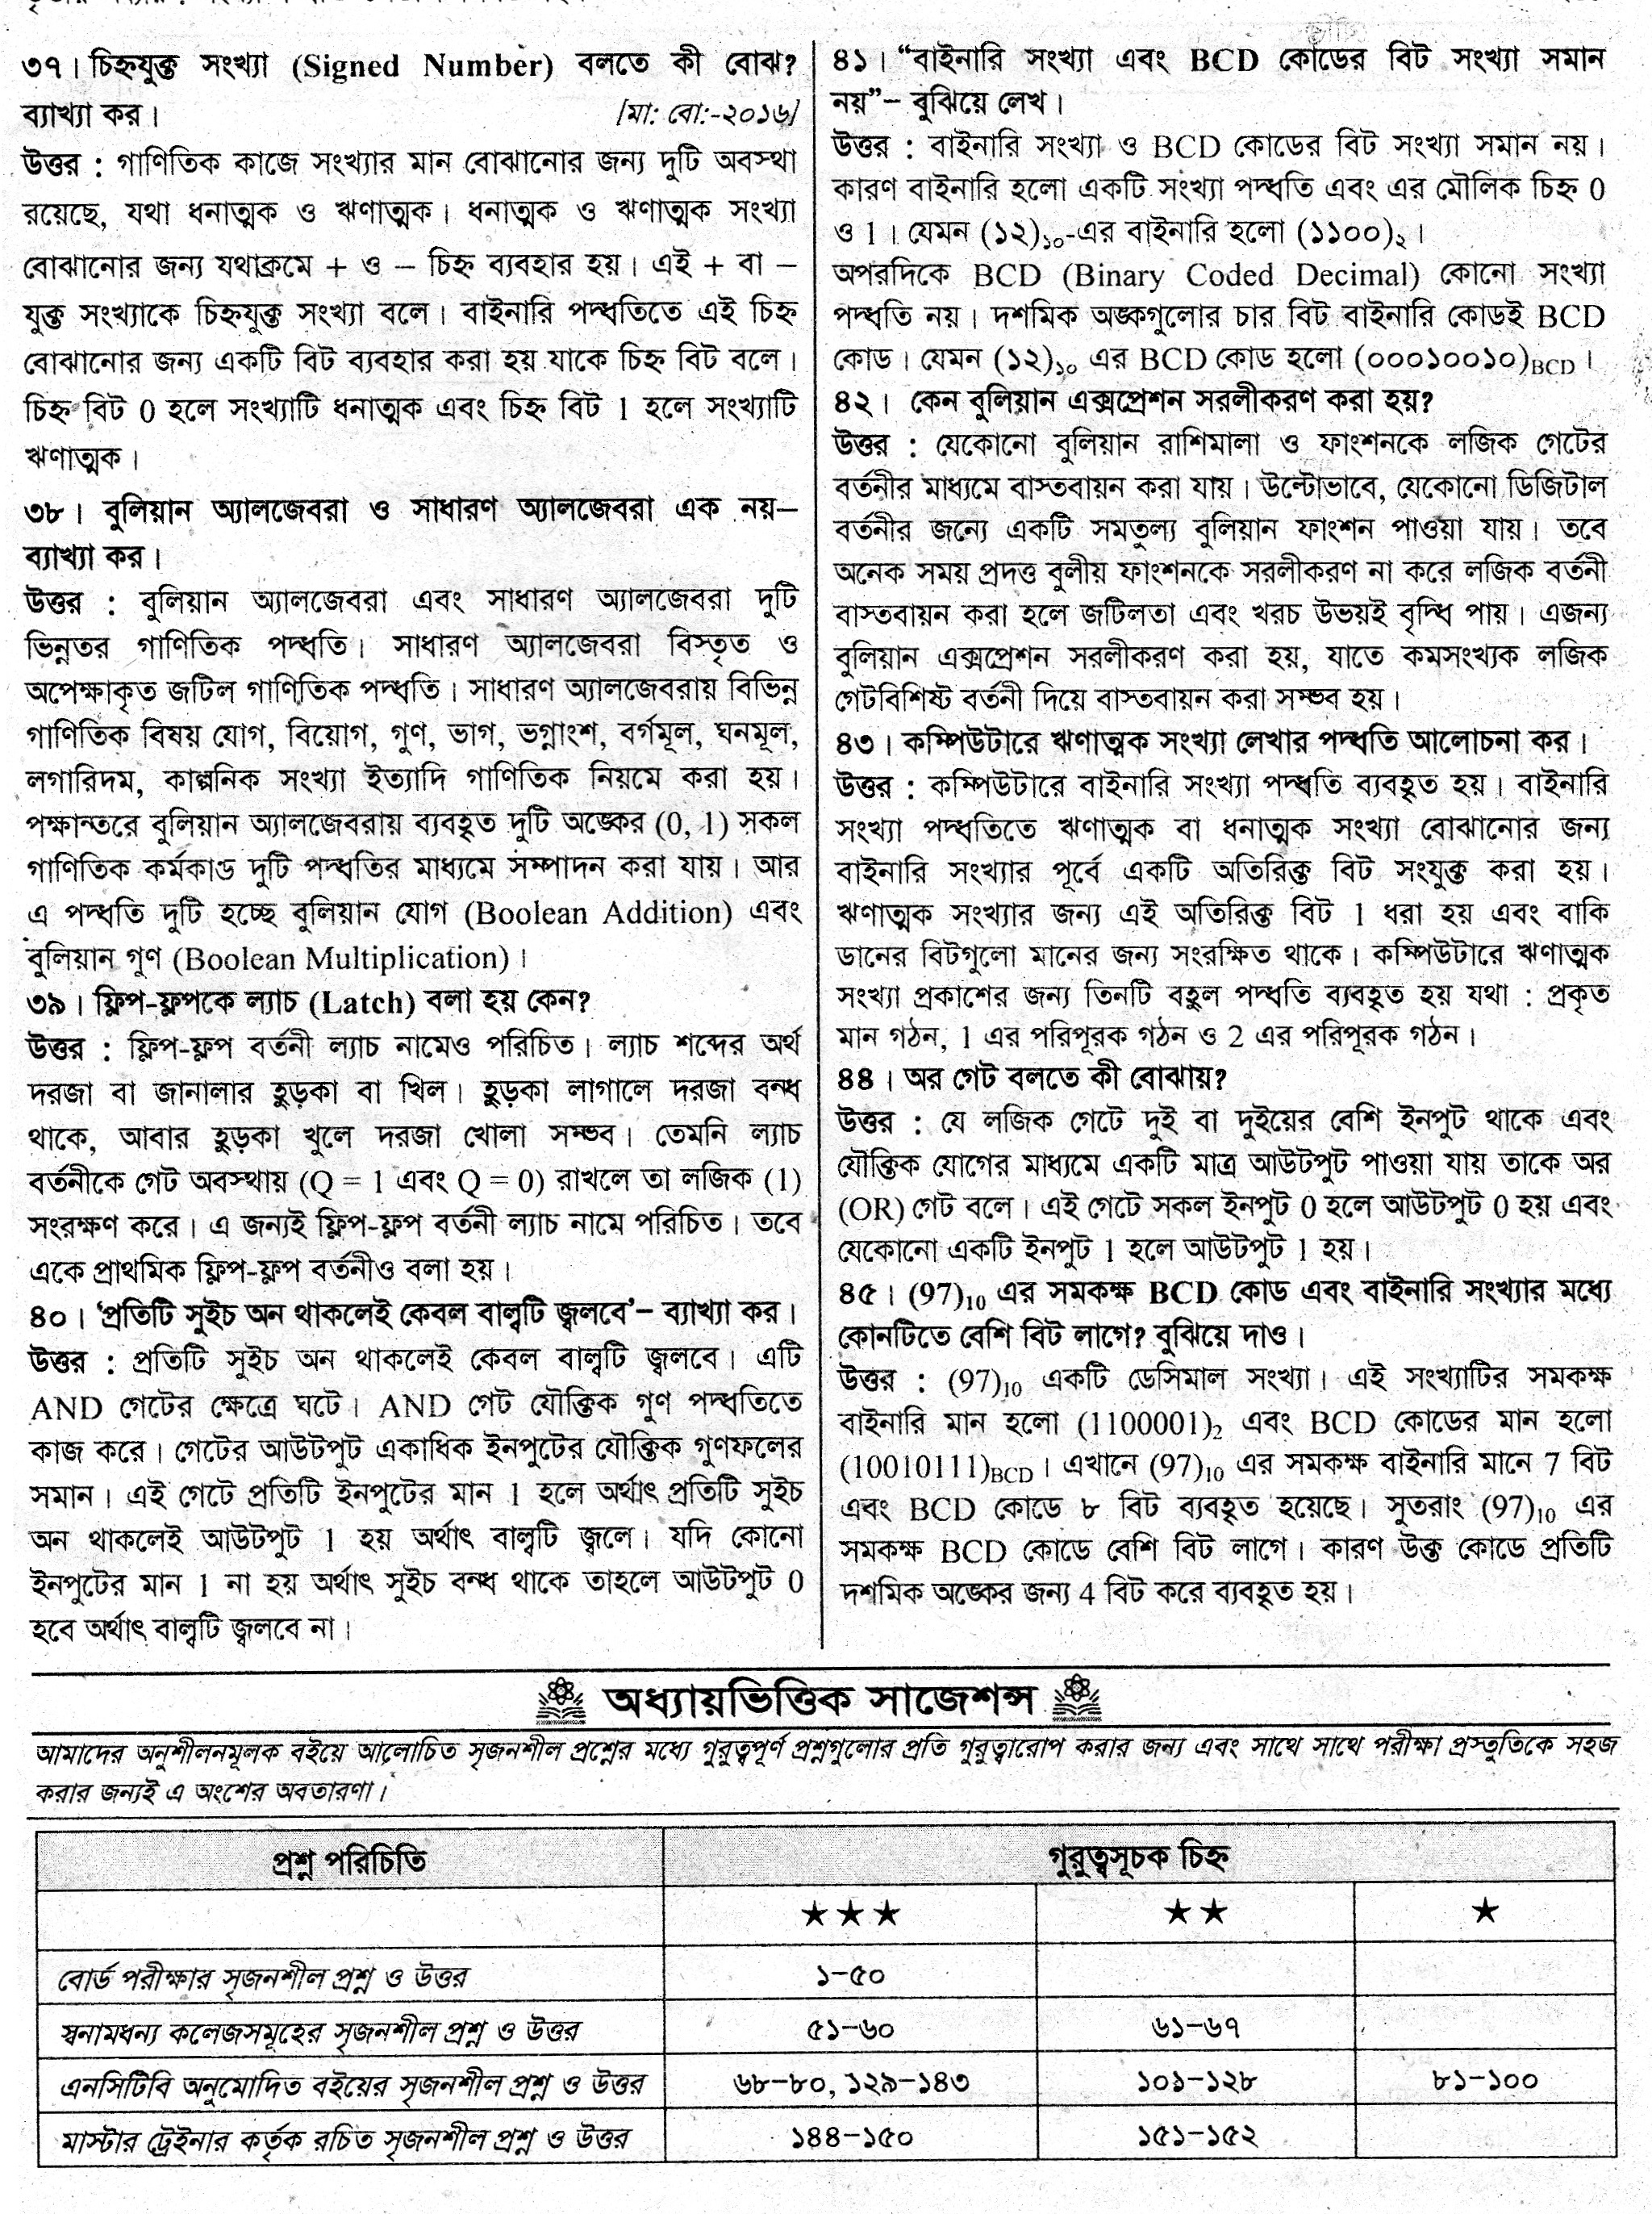 ৩৭। চিহ্নযুক্ত সংখ্যা (Signed Number) বলতে কী বোঝ?
ব্যাখ্যা কর। [মা: বো:-২০১৬]
উত্তর : গাণিতিক কাজে সংখ্যার মান বোঝানোর জন্য দুটি অবস্থা
রয়েছে, যথা ধনাত্মক ও ঋণাত্মক। ধনাত্মক ও ঋণাত্মক সংখ্যা
বোঝানোর জন্য যথাক্রমে + ও – চিহ্ন ব্যবহার হয়। এই + বা –
যুক্ত সংখ্যাকে চিহ্নযুক্ত সংখ্যা বলে। বাইনারি পদ্ধতিতে এই চিহ্ন
বোঝানোর জন্য একটি বিট ব্যবহার করা হয় যাকে চিহ্ন বিট বলে।
চিহ্ন বিট 0 হলে সংখ্যাটি ধনাত্মক এবং চিহ্ন বিট 1 হলে সংখ্যাটি
ঋণাত্মক।
৩৮। বুলিয়ান অ্যালজেবরা ও সাধারণ অ্যালজেবরা এক নয়–
ব্যাখ্যা কর।
উত্তর : বুলিয়ান অ্যালজেবরা এবং সাধারণ অ্যালজেবরা দুটি
ভিন্নতর গাণিতিক পদ্ধতি। সাধারণ অ্যালজেবরা বিস্তৃত ও
অপেক্ষাকৃত জটিল গাণিতিক পদ্ধতি। সাধারণ অ্যালজেবরায় বিভিন্ন
গাণিতিক বিষয় যোগ, বিয়োগ, গুণ, ভাগ, ভগ্নাংশ, বর্গমূল, ঘনমূল,
লগারিদম, কাল্পনিক সংখ্যা ইত্যাদি গাণিতিক নিয়মে করা হয়।
পক্ষান্তরে বুলিয়ান অ্যালজেবরায় ব্যবহৃত দুটি অঙ্কের (0, 1) সকল
গাণিতিক কর্মকাণ্ড দুটি পদ্ধতির মাধ্যমে সম্পাদন করা যায়। আর
এ পদ্ধতি দুটি হচ্ছে বুলিয়ান যোগ (Boolean Addition) এবং
বুলিয়ান গুণ (Boolean Multiplication)।
৩৯। ফ্লিপ-ফ্লপকে ল্যাচ (Latch) বলা হয় কেন?
উত্তর : ফ্লিপ-ফ্লপ বর্তনী ল্যাচ নামেও পরিচিত। ল্যাচ শব্দের অর্থ
দরজা বা জানালার হুড়কা বা খিল। হুড়কা লাগালে দরজা বন্ধ
থাকে, আবার হুড়কা খুলে দরজা খোলা সম্ভব। তেমনি ল্যাচ
বর্তনীকে গেট অবস্থায় (Q = 1 এবং Q = 0) রাখলে তা লজিক (1)
সংরক্ষণ করে। এ জন্যই ফ্লিপ-ফ্লপ বর্তনী ল্যাচ নামে পরিচিত। তবে
একে প্রাথমিক ফ্লিপ-ফ্লপ বর্তনীও বলা হয়।
৪০। ‘প্রতিটি সুইচ অন থাকলেই কেবল বাল্বটি জ্বলবে’– ব্যাখ্যা কর।
উত্তর : প্রতিটি সুইচ অন থাকলেই কেবল বাল্বটি জ্বলবে। এটি
AND গেটের ক্ষেত্রে ঘটে। AND গেট যৌক্তিক গুণ পদ্ধতিতে
কাজ করে। গেটের আউটপুট একাধিক ইনপুটের যৌক্তিক গুণফলের
সমান। এই গেটে প্রতিটি ইনপুটের মান 1 হলে অর্থাৎ প্রতিটি সুইচ
অন থাকলেই আউটপুট 1 হয় অর্থাৎ বাল্বটি জ্বলে। যদি কোনো
ইনপুটের মান 1 না হয় অর্থাৎ সুইচ বন্ধ থাকে তাহলে আউটপুট 0
হবে অর্থাৎ বাল্বটি জ্বলবে না।
৪১। “বাইনারি সংখ্যা এবং BCD কোডের বিট সংখ্যা সমান
নয়”– বুঝিয়ে লেখ।
উত্তর : বাইনারি সংখ্যা ও BCD কোডের বিট সংখ্যা সমান নয়।
কারণ বাইনারি হলো একটি সংখ্যা পদ্ধতি এবং এর মৌলিক চিহ্ন 0
ও 1। যেমন (১২)₁₀-এর বাইনারি হলো (১১০০)₂।
অপরদিকে BCD (Binary Coded Decimal) কোনো সংখ্যা
পদ্ধতি নয়। দশমিক অঙ্কগুলোর চার বিট বাইনারি কোডই BCD
কোড। যেমন (১২)₁₀ এর BCD কোড হলো (০০০১০০১০)BCD।
৪২। কেন বুলিয়ান এক্সপ্রেশন সরলীকরণ করা হয়?
উত্তর : যেকোনো বুলিয়ান রাশিমালা ও ফাংশনকে লজিক গেটের
বর্তনীর মাধ্যমে বাস্তবায়ন করা যায়। উল্টোভাবে, যেকোনো ডিজিটাল
বর্তনীর জন্যে একটি সমতুল্য বুলিয়ান ফাংশন পাওয়া যায়। তবে
অনেক সময় প্রদত্ত বুলীয় ফাংশনকে সরলীকরণ না করে লজিক বর্তনী
বাস্তবায়ন করা হলে জটিলতা এবং খরচ উভয়ই বৃদ্ধি পায়। এজন্য
বুলিয়ান এক্সপ্রেশন সরলীকরণ করা হয়, যাতে কমসংখ্যক লজিক
গেটবিশিষ্ট বর্তনী দিয়ে বাস্তবায়ন করা সম্ভব হয়।
৪৩। কম্পিউটারে ঋণাত্মক সংখ্যা লেখার পদ্ধতি আলোচনা কর।
উত্তর : কম্পিউটারে বাইনারি সংখ্যা পদ্ধতি ব্যবহৃত হয়। বাইনারি
সংখ্যা পদ্ধতিতে ঋণাত্মক বা ধনাত্মক সংখ্যা বোঝানোর জন্য
বাইনারি সংখ্যার পূর্বে একটি অতিরিক্ত বিট সংযুক্ত করা হয়।
ঋণাত্মক সংখ্যার জন্য এই অতিরিক্ত বিট 1 ধরা হয় এবং বাকি
ডানের বিটগুলো মানের জন্য সংরক্ষিত থাকে। কম্পিউটারে ঋণাত্মক
সংখ্যা প্রকাশের জন্য তিনটি বহুল পদ্ধতি ব্যবহৃত হয় যথা : প্রকৃত
মান গঠন, 1 এর পরিপূরক গঠন ও 2 এর পরিপূরক গঠন।
৪৪। অর গেট বলতে কী বোঝায়?
উত্তর : যে লজিক গেটে দুই বা দুইয়ের বেশি ইনপুট থাকে এবং
যৌক্তিক যোগের মাধ্যমে একটি মাত্র আউটপুট পাওয়া যায় তাকে অর
(OR) গেট বলে। এই গেটে সকল ইনপুট 0 হলে আউটপুট 0 হয় এবং
যেকোনো একটি ইনপুট 1 হলে আউটপুট 1 হয়।
৪৫। (97)₁₀ এর সমকক্ষ BCD কোড এবং বাইনারি সংখ্যার মধ্যে
কোনটিতে বেশি বিট লাগে? বুঝিয়ে দাও।
উত্তর : (97)₁₀ একটি ডেসিমাল সংখ্যা। এই সংখ্যাটির সমকক্ষ
বাইনারি মান হলো (1100001)₂ এবং BCD কোডের মান হলো
(10010111)BCD। এখানে (97)₁₀ এর সমকক্ষ বাইনারি মানে 7 বিট
এবং BCD কোডে ৮ বিট ব্যবহৃত হয়েছে। সুতরাং (97)₁₀ এর
সমকক্ষ BCD কোডে বেশি বিট লাগে। কারণ উক্ত কোডে প্রতিটি
দশমিক অঙ্কের জন্য 4 বিট করে ব্যবহৃত হয়।
অধ্যায়ভিত্তিক সাজেশন্স
আমাদের অনুশীলনমূলক বইয়ে আলোচিত সৃজনশীল প্রশ্নের মধ্যে গুরুত্বপূর্ণ প্রশ্নগুলোর প্রতি গুরুত্বারোপ করার জন্য এবং সাথে সাথে পরীক্ষা প্রস্তুতিকে সহজ
করার জন্যই এ অংশের অবতারণা।
প্রশ্ন পরিচিতি গুরুত্বসূচক চিহ্ন
★★★ ★★ ★
বোর্ড পরীক্ষার সৃজনশীল প্রশ্ন ও উত্তর ১–৫০
স্বনামধন্য কলেজসমূহের সৃজনশীল প্রশ্ন ও উত্তর ৫১–৬০ ৬১–৬৭
এনসিটিবি অনুমোদিত বইয়ের সৃজনশীল প্রশ্ন ও উত্তর ৬৮–৮০, ১২৯–১৪৩ ১০১–১২৮ ৮১–১০০
মাস্টার ট্রেইনার কর্তৃক রচিত সৃজনশীল প্রশ্ন ও উত্তর ১৪৪–১৫০ ১৫১–১৫২